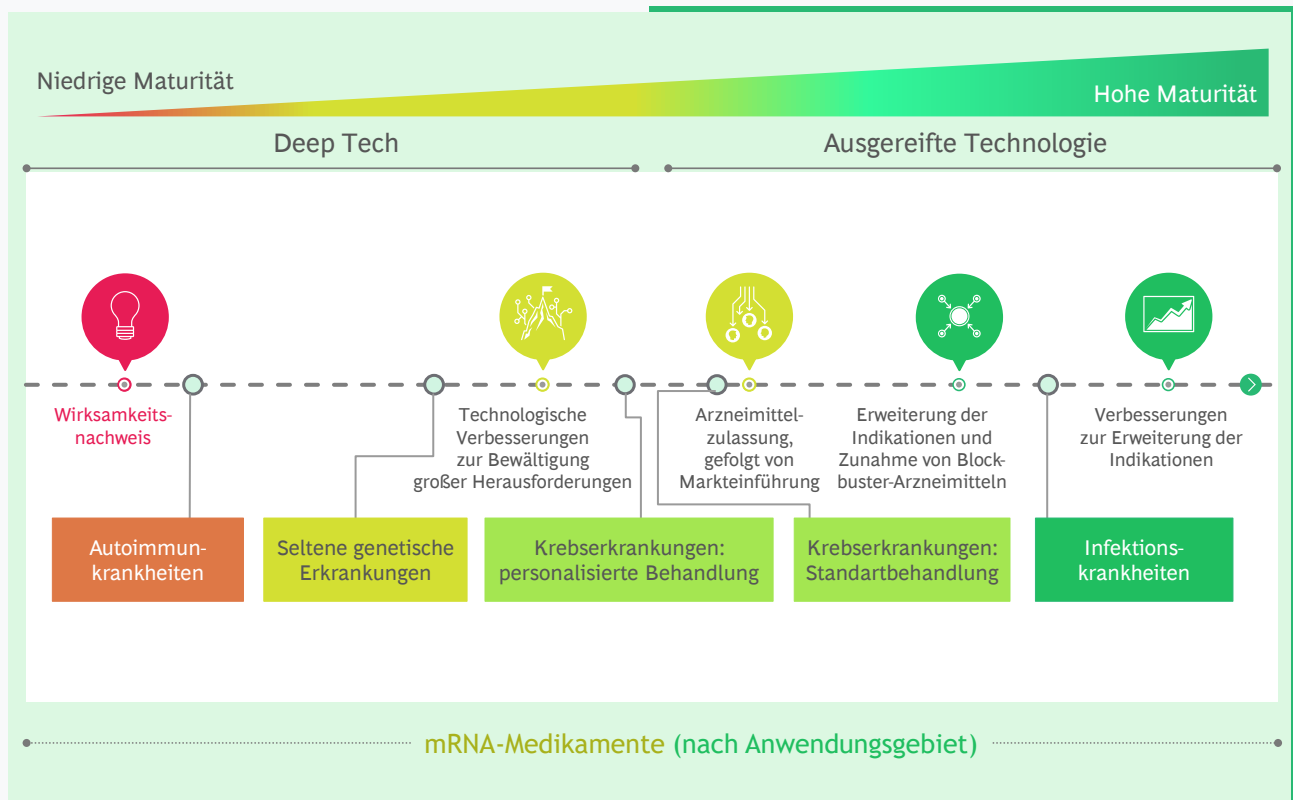 Niedrige Maturität
Hohe Maturität
Deep Tech
Ausgereifte Technologie
Wirksamkeits-
nachweis
Technologische
Verbesserungen
zur Bewältigung
großer Herausforderungen
Arzneimittel-
zulassung,
gefolgt von
Markteinführung
Erweiterung der
Indikationen und
Zunahme von Block-
buster-Arzneimitteln
Verbesserungen
zur Erweiterung der
Indikationen
Autoimmun-
krankheiten
Seltene genetische
Erkrankungen
Krebserkrankungen:
personalisierte Behandlung
Krebserkrankungen:
Standartbehandlung
Infektions-
krankheiten
mRNA-Medikamente (nach Anwendungsgebiet)